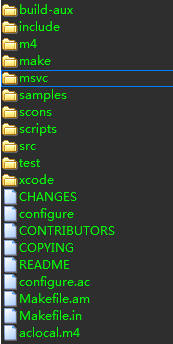 build-aux
include
m4
make
msvc
samples
scons
scripts
src
test
xcode
CHANGES
configure
CONTRIBUTORS
COPYING
README
configure.ac
Makefile.am
Makefile.in
aclocal.m4